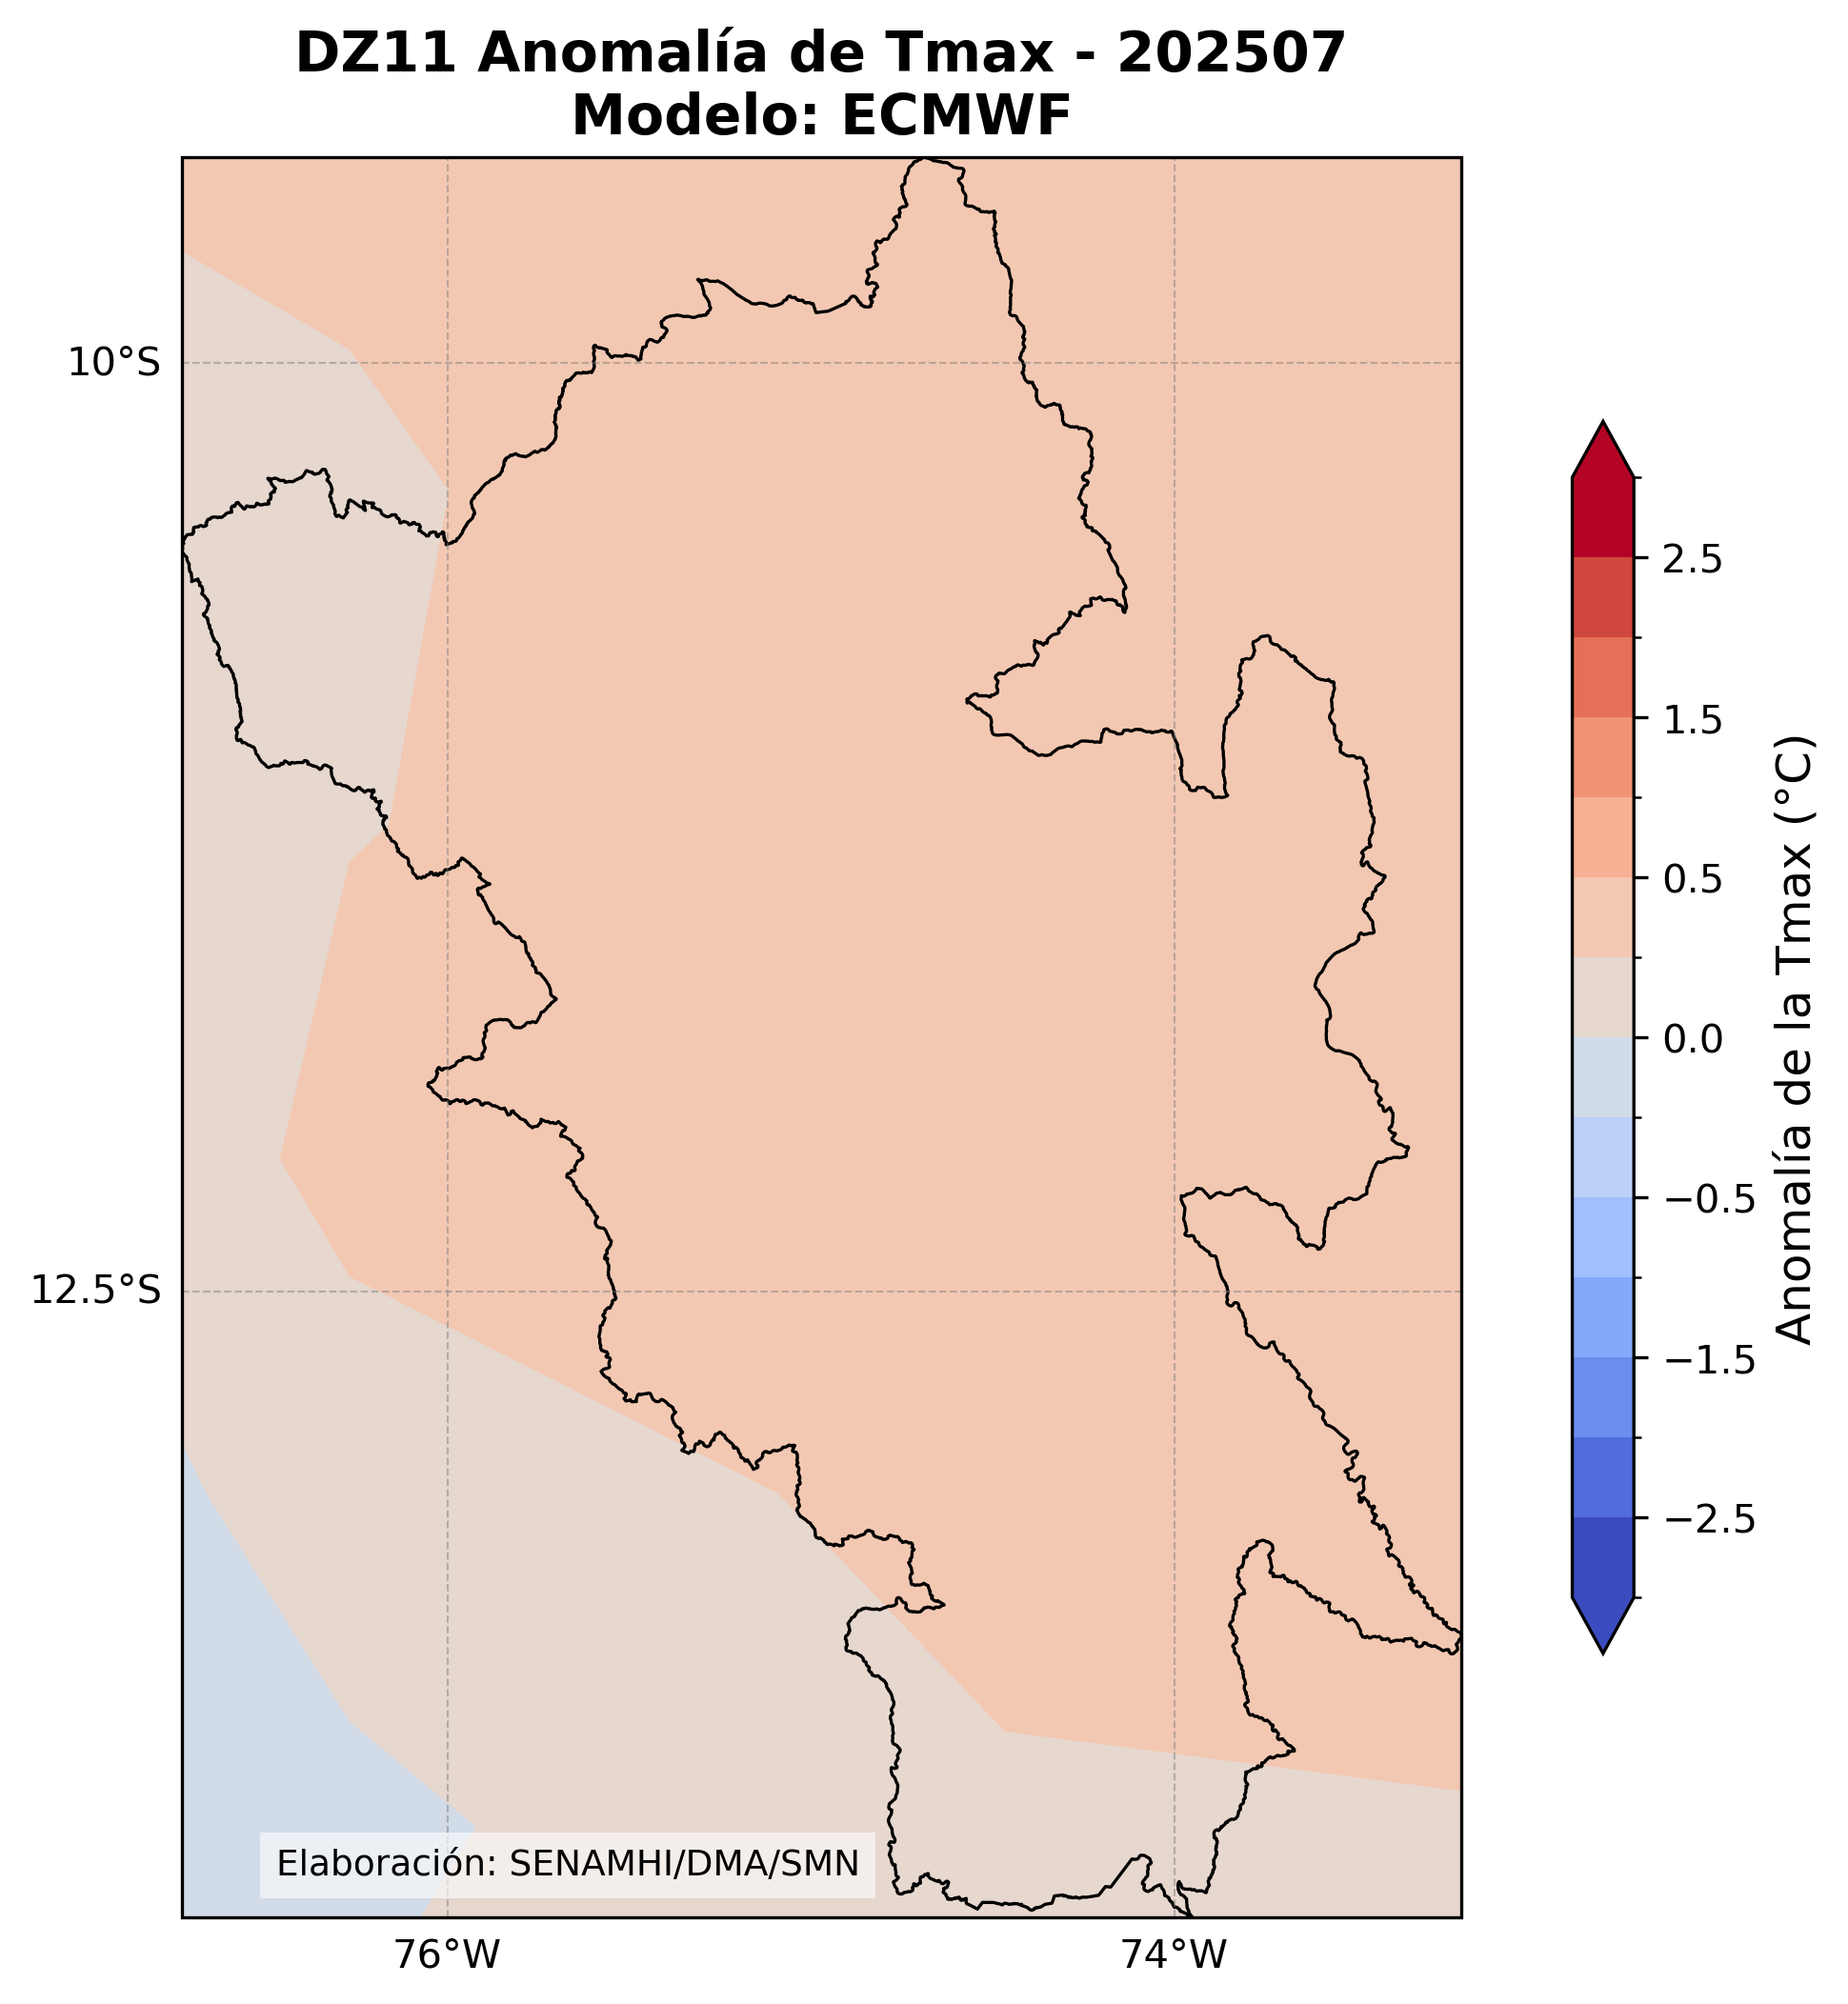 DZ11 Anomalía de Tmax - 202507
Modelo: ECMWF
10°S
12.5°S
76°W
74°W
Elaboración: SENAMHI/DMA/SMN
2.5
1.5
0.5
0.0
−0.5
−1.5
−2.5
Anomalía de la Tmax (°C)